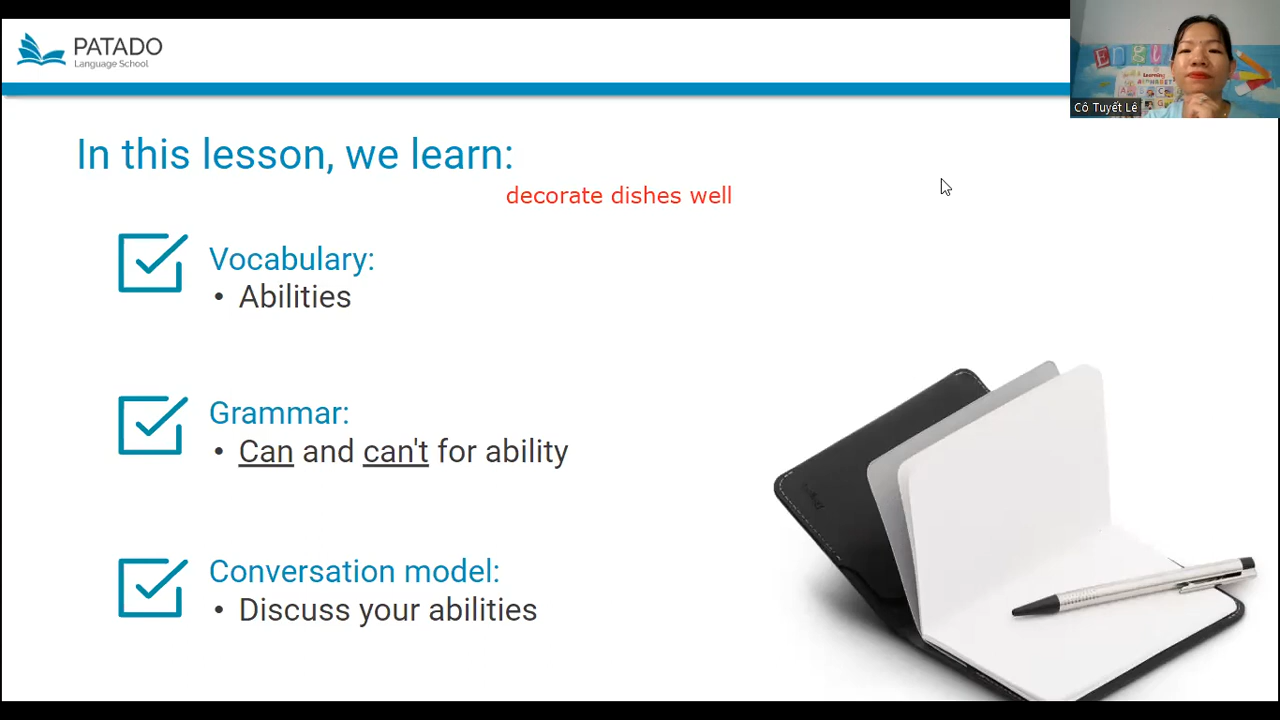 PATADO
Language School
Cô Tuyết Lê
In this lesson, we learn:
decorate dishes well
Vocabulary:
• Abilities
Grammar:
• Can and can't for ability
Conversation model:
• Discuss your abilities